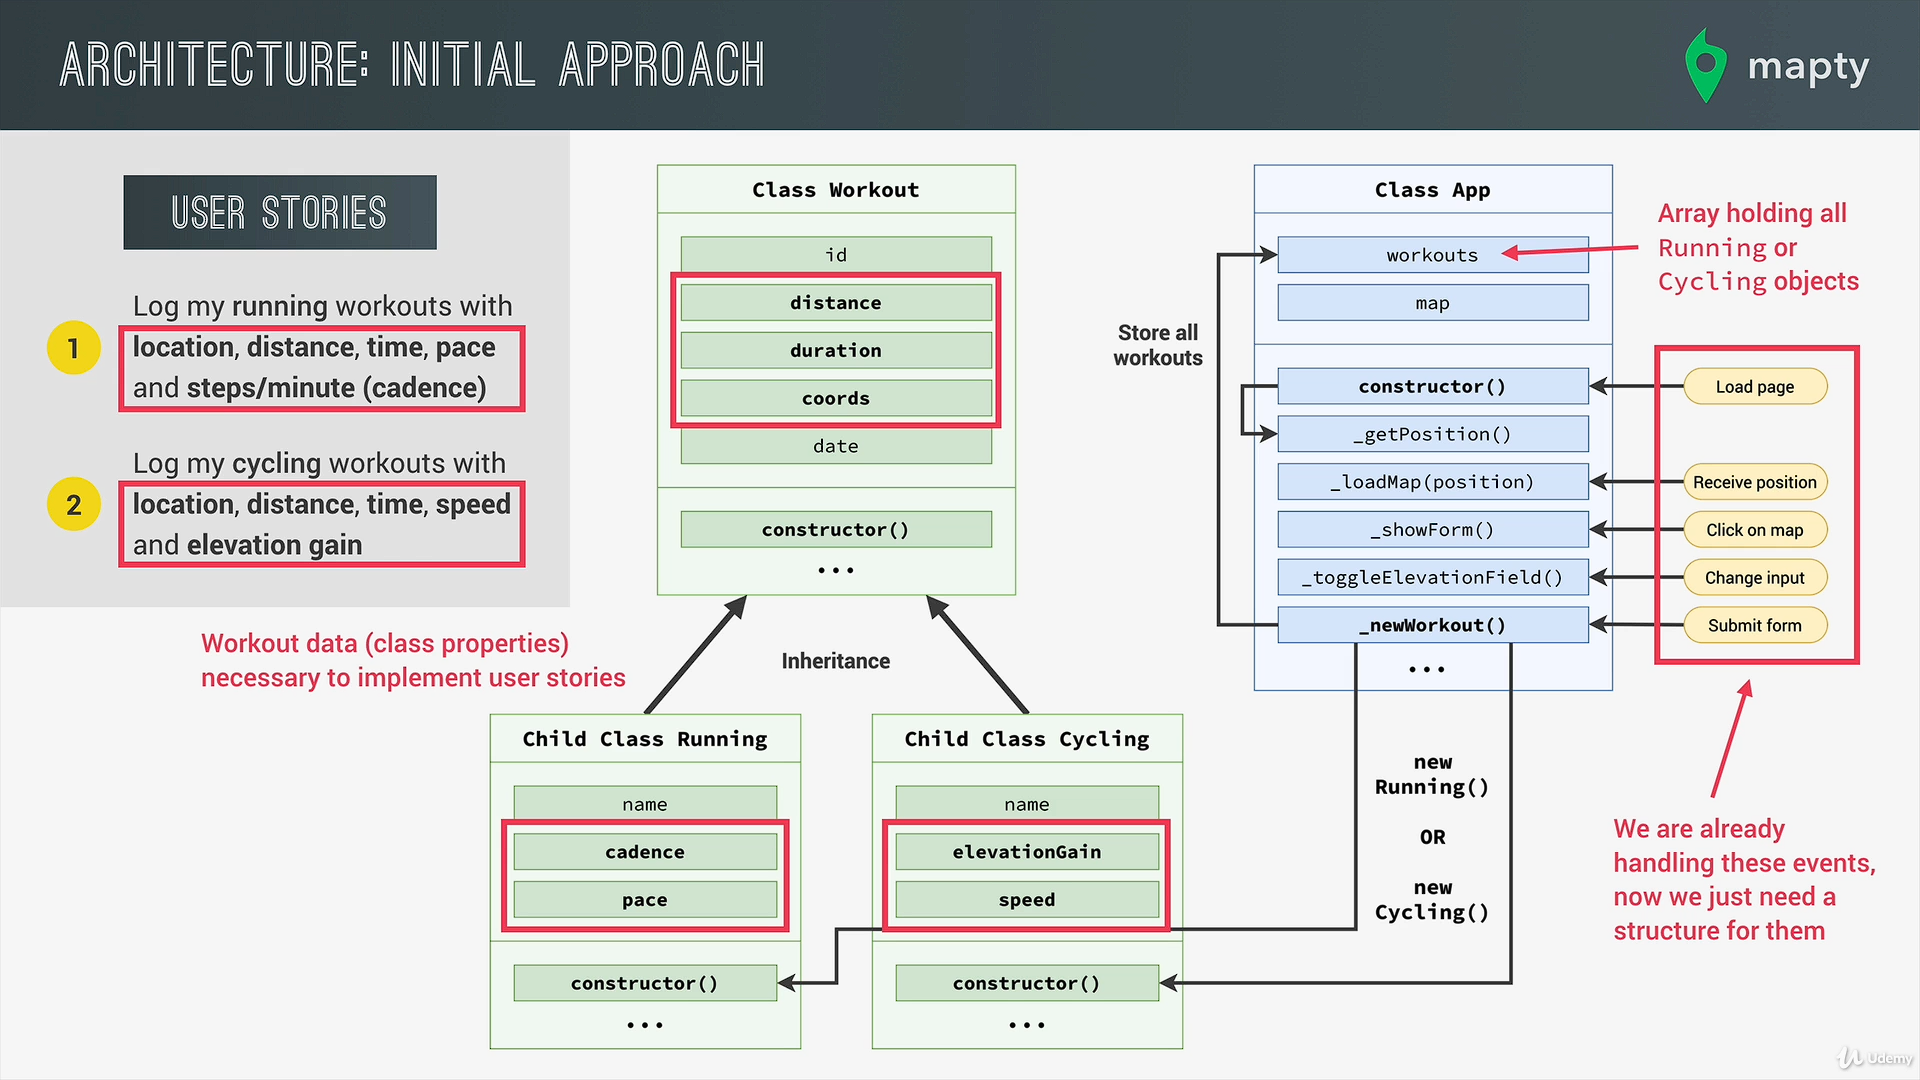 ARCHITECTURE: INITIAL APPROACH
mapty
USER STORIES
1
Log my running workouts with
location, distance, time, pace
and steps/minute (cadence)
2
Log my cycling workouts with
location, distance, time, speed
and elevation gain
Workout data (class properties)
necessary to implement user stories
Class Workout
id
distance
duration
coords
date
constructor()
...
Inheritance
Child Class Running
name
cadence
pace
constructor()
...
Child Class Cycling
name
elevationGain
speed
constructor()
...
Store all
workouts
Class App
workouts
map
constructor()
_getPosition()
_loadMap(position)
_showForm()
_toggleElevationField()
_newWorkout()
...
new
Running()
OR
new
Cycling()
Array holding all
Running or
Cycling objects
Load page
Receive position
Click on map
Change input
Submit form
We are already
handling these events,
now we just need a
structure for them
Udemy